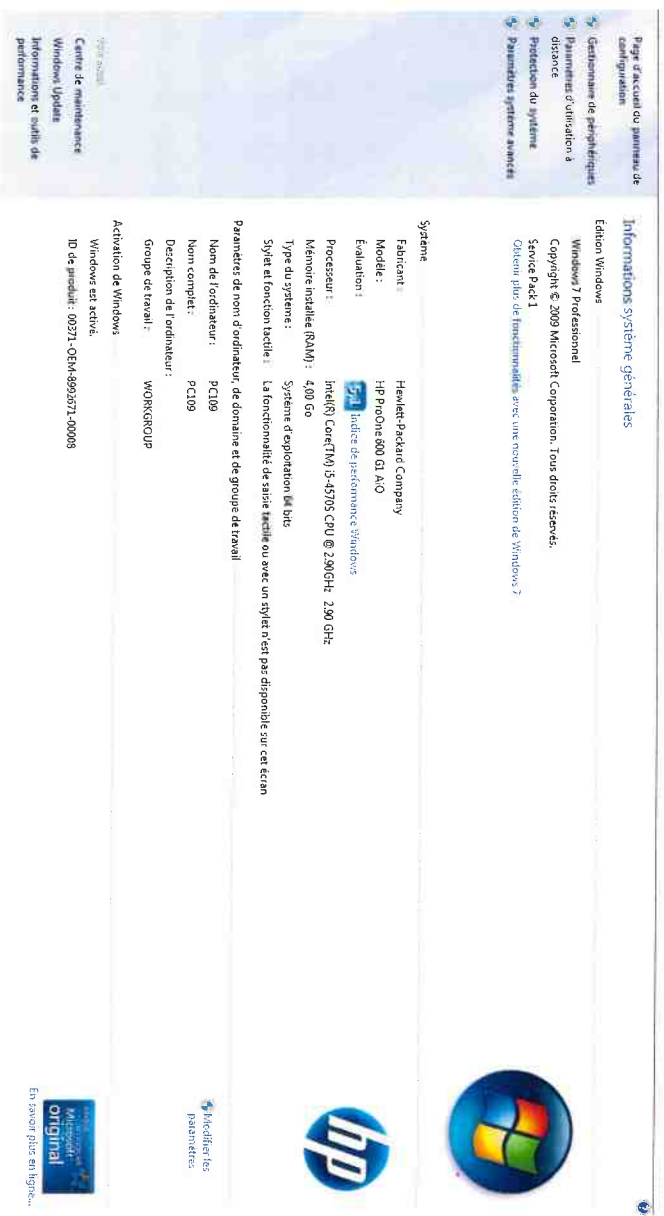 Page d'accueil du panneau de
configuration
Gestionnaire de périphériques
Paramètres d'utilisation à
distance
Protection du système
Paramètres système avancés
Voir aussi
Centre de maintenance
Windows Update
Informations et outils de
performance
Informations système générales
Édition Windows
Windows 7 Professionnel
Copyright © 2009 Microsoft Corporation. Tous droits réservés.
Service Pack 1
Obtenir plus de fonctionnalités avec une nouvelle édition de Windows 7
Système
Fabricant : Hewlett-Packard Company
Modèle : HP ProOne 600 G1 AiO
Évaluation : 5,1 Indice de performance Windows
Processeur : Intel(R) Core(TM) i5-4570S CPU @ 2.90GHz 2.90 GHz
Mémoire installée (RAM) : 4,00 Go
Type du système : Système d'exploitation 64 bits
Stylet et fonction tactile : La fonctionnalité de saisie tactile ou avec un stylet n'est pas disponible sur cet écran
hp
Paramètres de nom d'ordinateur, de domaine et de groupe de travail
Nom de l'ordinateur : PC109
Modifier les
paramètres
Nom complet : PC109
Description de l'ordinateur :
Groupe de travail : WORKGROUP
Activation de Windows
Windows est activé.
ID de produit : 00371-OEM-8992671-00008
Microsoft
original
En savoir plus en ligne...